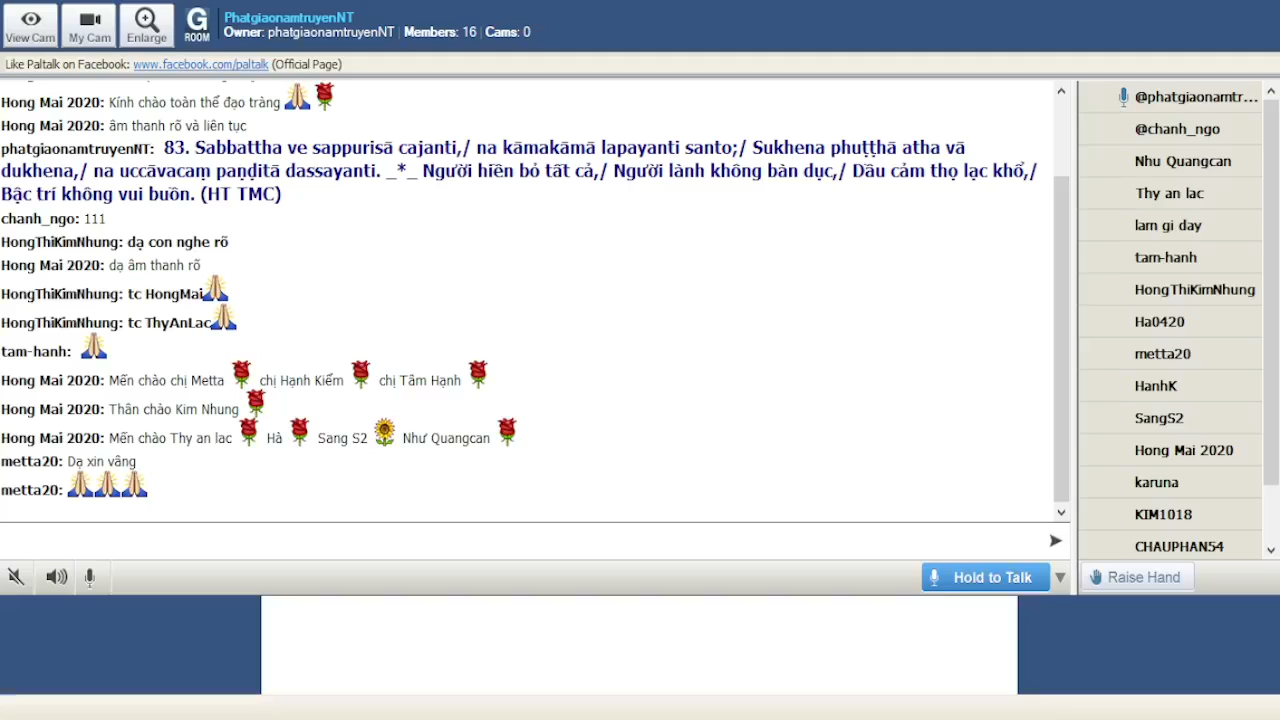 View Cam
My Cam
Enlarge
G
ROOM
PhatgiaonamtruyenNT
Owner: phatgiaonamtruyenNT | Members: 16 | Cams: 0
Like Paltalk on Facebook: www.facebook.com/paltalk (Official Page)
Hong Mai 2020: Kính chào toàn thể đạo tràng
Hong Mai 2020: âm thanh rõ và liên tục
phatgiaonamtruyenNT: 83. Sabbattha ve sappurisā cajanti,/ na kāmakāmā lapayanti santo;/ Sukhena phuṭṭhā atha vā
dukhena,/ na uccāvacaṃ paṇḍitā dassayanti. _*_ Người hiền bỏ tất cả,/ Người lành không bàn dục,/ Dầu cảm thọ lạc khổ,/
Bậc trí không vui buồn. (HT TMC)
chanh_ngo: 111
HongThiKimNhung: dạ con nghe rõ
Hong Mai 2020: dạ âm thanh rõ
HongThiKimNhung: tc HongMai
HongThiKimNhung: tc ThyAnLac
tam-hanh:
Hong Mai 2020: Mến chào chị Metta chị Hạnh Kiểm chị Tâm Hạnh
Hong Mai 2020: Thân chào Kim Nhung
Hong Mai 2020: Mến chào Thy an lac Hà Sang S2 Như Quangcan
metta20: Dạ xin vâng
metta20:
Hold to Talk
@phatgiaonamtr...
@chanh_ngo
Nhu Quangcan
Thy an lac
lam gi day
tam-hanh
HongThiKimNhung
Ha0420
metta20
HanhK
SangS2
Hong Mai 2020
karuna
KIM1018
CHAUPHAN54
Raise Hand